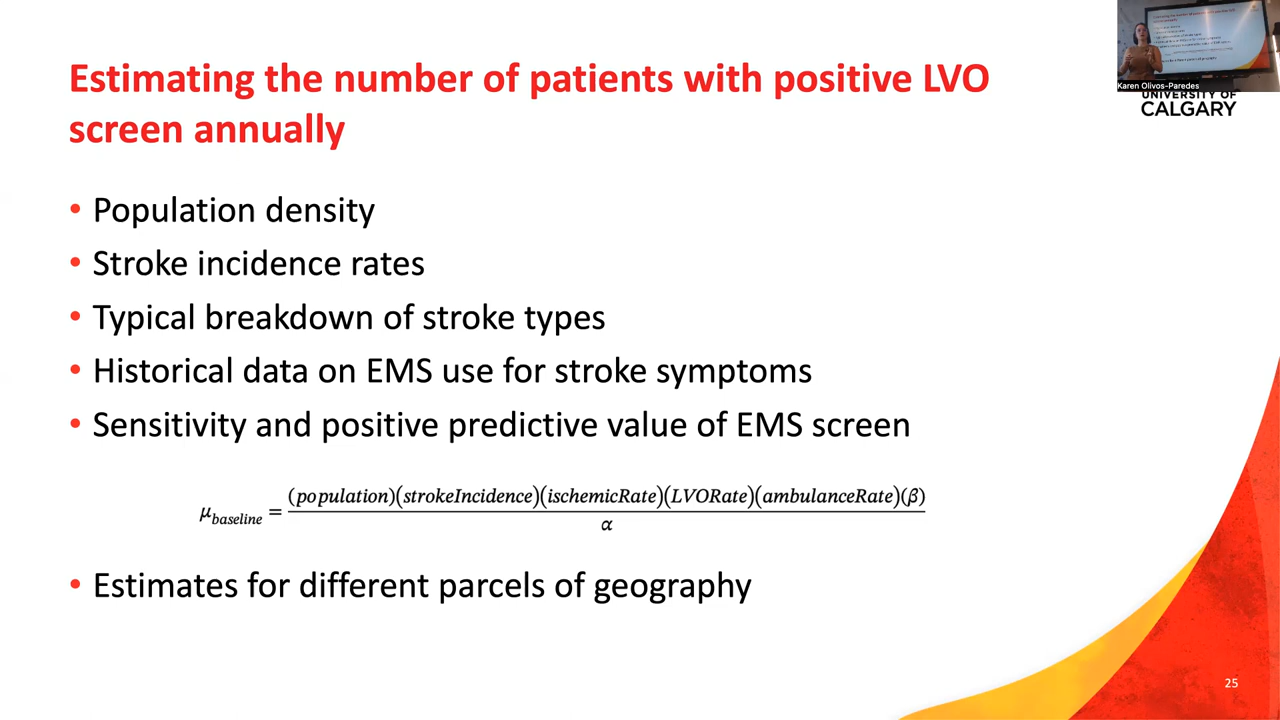 Estimating the number of patients with positive LVO
screen annually
Karen Olivos-Paredes
UNIVERSITY OF
CALGARY
• Population density
• Stroke incidence rates
• Typical breakdown of stroke types
• Historical data on EMS use for stroke symptoms
• Sensitivity and positive predictive value of EMS screen
μbaseline = (population)(strokeIncidence)(ischemicRate)(LVORate)(ambulanceRate)(β)
α
• Estimates for different parcels of geography
25